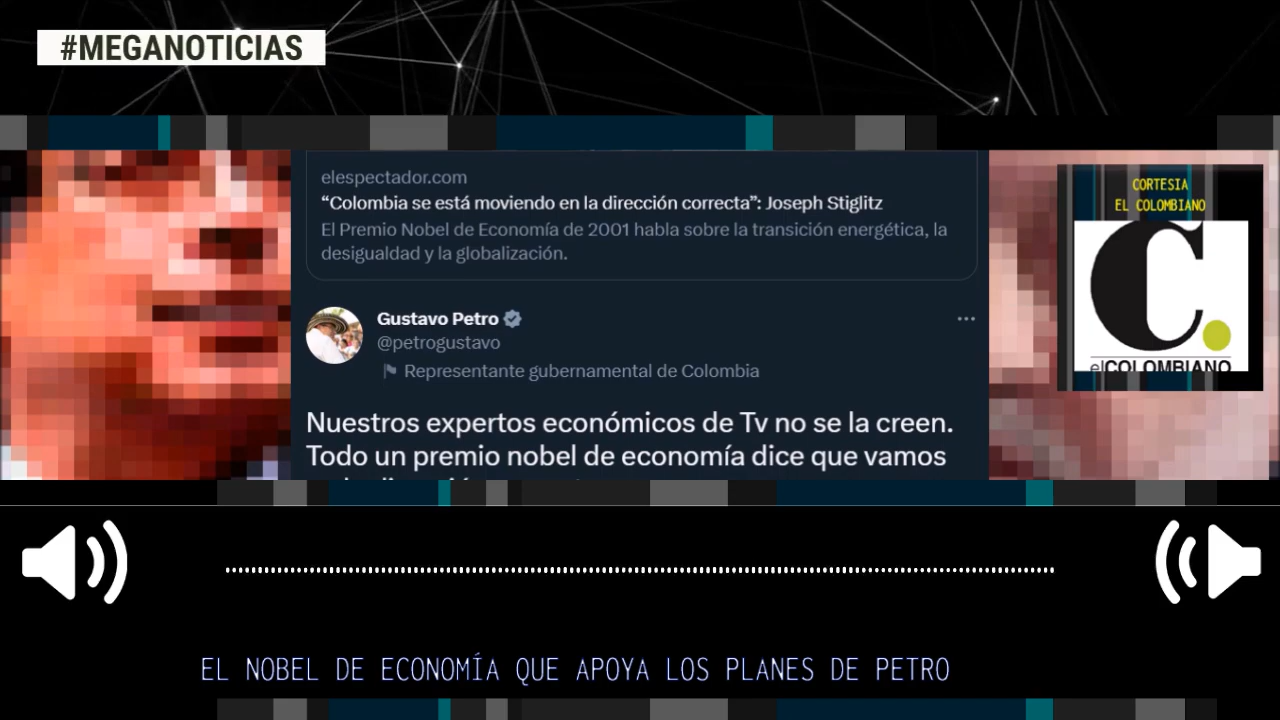 #MEGANOTICIAS
elespectador.com
“Colombia se está moviendo en la dirección correcta”: Joseph Stiglitz
El Premio Nobel de Economía de 2001 habla sobre la transición energética, la
desigualdad y la globalización.
CORTESIA
EL COLOMBIANO
C.
elCOLOMBIANO
Gustavo Petro
@petrogustavo
Representante gubernamental de Colombia
Nuestros expertos económicos de Tv no se la creen.
Todo un premio nobel de economía dice que vamos
EL NOBEL DE ECONOMÍA QUE APOYA LOS PLANES DE PETRO